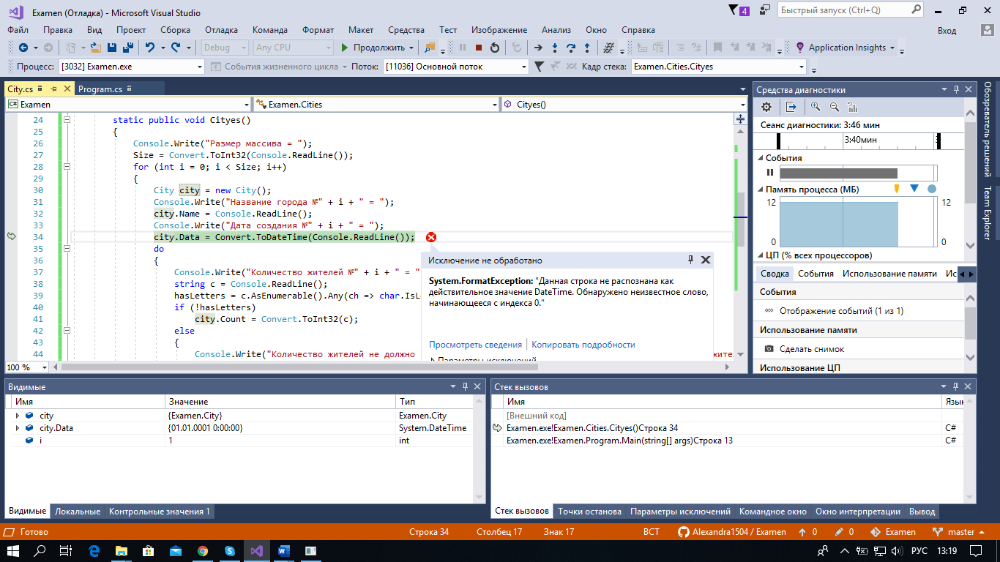 Examen (Отладка) - Microsoft Visual Studio
4
Быстрый запуск (Ctrl+Q)
Файл Правка Вид Проект Сборка Отладка Команда Формат Макет Средства Тест Изображение Анализ Окно Справка Вход
Debug Any CPU Продолжить Application Insights
Процесс: [3032] Examen.exe События жизненного цикла Поток: [11036] Основной поток Кадр стека: Examen.Cities.Cityes
City.cs Program.cs
C# Examen Examen.Cities Cityes()
24 static public void Cityes()
25 {
26 Console.Write("Размер массива = ");
27 Size = Convert.ToInt32(Console.ReadLine());
28 for (int i = 0; i < Size; i++)
29 {
30 City city = new City();
31 Console.Write("Название города №" + i + " = ");
32 city.Name = Console.ReadLine();
33 Console.Write("Дата создания №" + i + " = ");
34 city.Data = Convert.ToDateTime(Console.ReadLine());
35 do
36 {
37 Console.Write("Количество жителей №" + i + " = "
38 string c = Console.ReadLine();
39 hasLetters = c.AsEnumerable().Any(ch => char.IsLe
40 if (!hasLetters)
41 city.Count = Convert.ToInt32(c);
42 else
43 {
44 Console.Write("Количество жителей не должно
100 %
Исключение не обработано
System.FormatException: "Данная строка не распознана как
действительное значение DateTime. Обнаружено неизвестное слово,
начинающееся с индекса 0."
Просмотреть сведения Копировать подробности
Параметры исключений
Средства диагностики
Сеанс диагностики: 3:46 мин
3:40мин
События
Память процесса (МБ)
12 12
0 0
ЦП (% всех процессоров)
Сводка События Использование памяти Ис
События
Отображение событий (1 из 1)
Использование памяти
Сделать снимок
Использование ЦП
Обозреватель решений
Team Explorer
Видимые
Имя Значение Тип
city {Examen.City} Examen.City
city.Data {01.01.0001 0:00:00} System.DateTime
i 1 int
Видимые Локальные Контрольные значения 1
Стек вызовов
Имя Язык
[Внешний код]
Examen.exe!Examen.Cities.Cityes()Строка 34 C#
Examen.exe!Examen.Program.Main(string[] args)Строка 13 C#
Стек вызовов Точки останова Параметры исключений Командное окно Окно интерпретации Вывод
Готово Строка 34 Столбец 17 Знак 17 ВСТ Alexandra1504 / Examen 0 0 Examen master
РУС 13:19